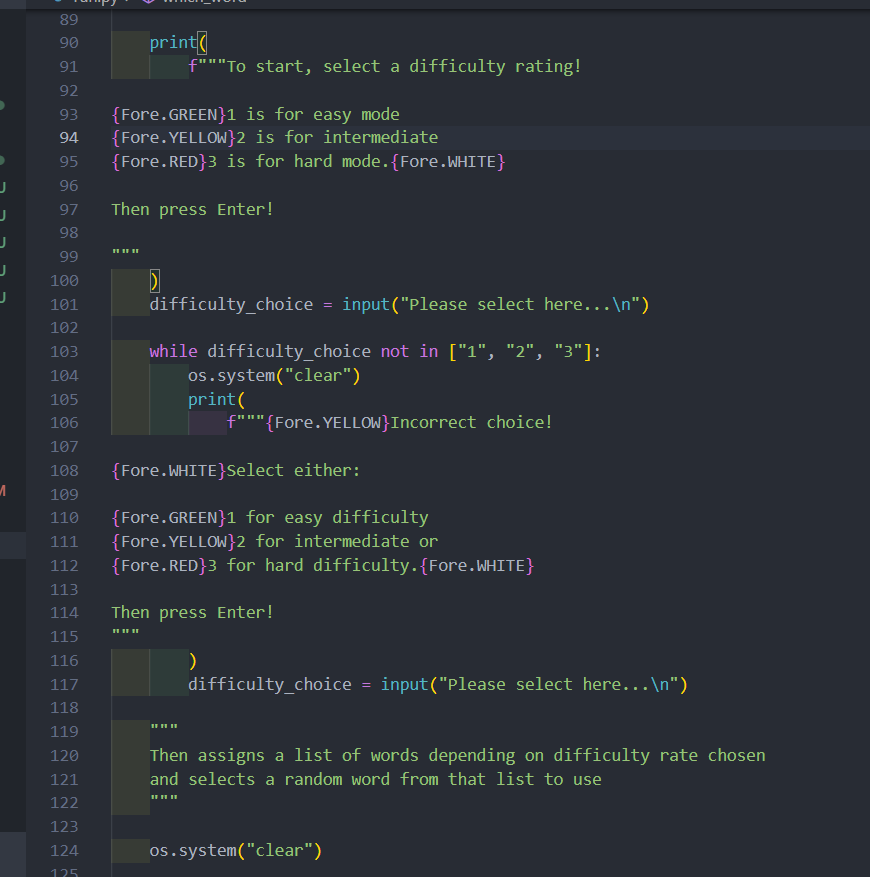 89
90 print(
91 f"""To start, select a difficulty rating!
92
93 {Fore.GREEN}1 is for easy mode
94 {Fore.YELLOW}2 is for intermediate
95 {Fore.RED}3 is for hard mode.{Fore.WHITE}
96
97 Then press Enter!
98
99 """
100 )
101 difficulty_choice = input("Please select here...\n")
102
103 while difficulty_choice not in ["1", "2", "3"]:
104 os.system("clear")
105 print(
106 f"""{Fore.YELLOW}Incorrect choice!
107
108 {Fore.WHITE}Select either:
109
110 {Fore.GREEN}1 for easy difficulty
111 {Fore.YELLOW}2 for intermediate or
112 {Fore.RED}3 for hard difficulty.{Fore.WHITE}
113
114 Then press Enter!
115 """
116 )
117 difficulty_choice = input("Please select here...\n")
118
119 """
120 Then assigns a list of words depending on difficulty rate chosen
121 and selects a random word from that list to use
122 """
123
124 os.system("clear")
125